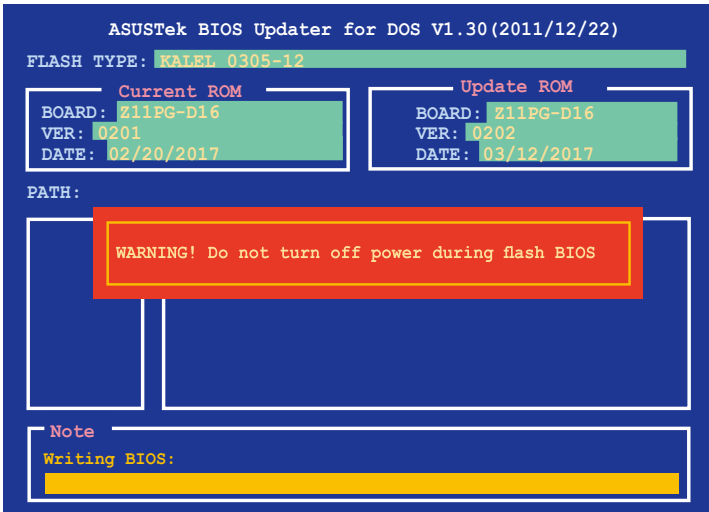 ASUSTek BIOS Updater for DOS V1.30(2011/12/22)
FLASH TYPE: KALEL 0305-12
Current ROM
BOARD: Z11PG-D16
VER: 0201
DATE: 02/20/2017
Update ROM
BOARD: Z11PG-D16
VER: 0202
DATE: 03/12/2017
PATH:
WARNING! Do not turn off power during flash BIOS
Note
Writing BIOS: